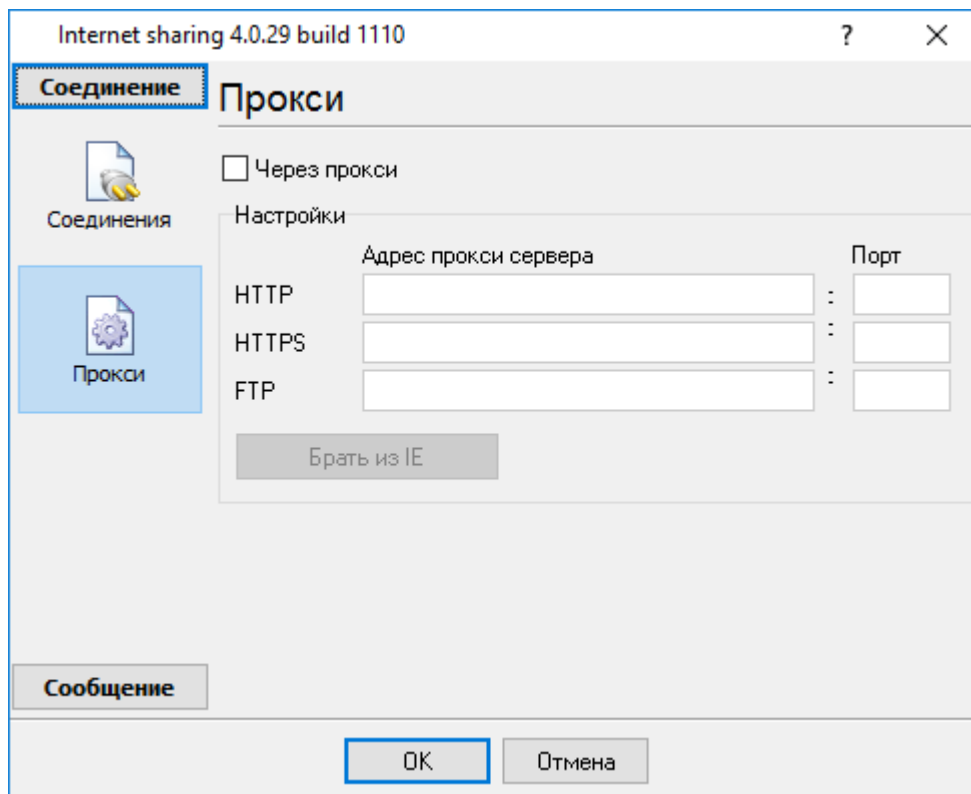 Internet sharing 4.0.29 build 1110 ?
Соединение
Прокси
Соединения
Прокси
Через прокси
Настройки
Адрес прокси сервера Порт
HTTP :
HTTPS :
FTP :
Брать из IE
Сообщение
OK Отмена